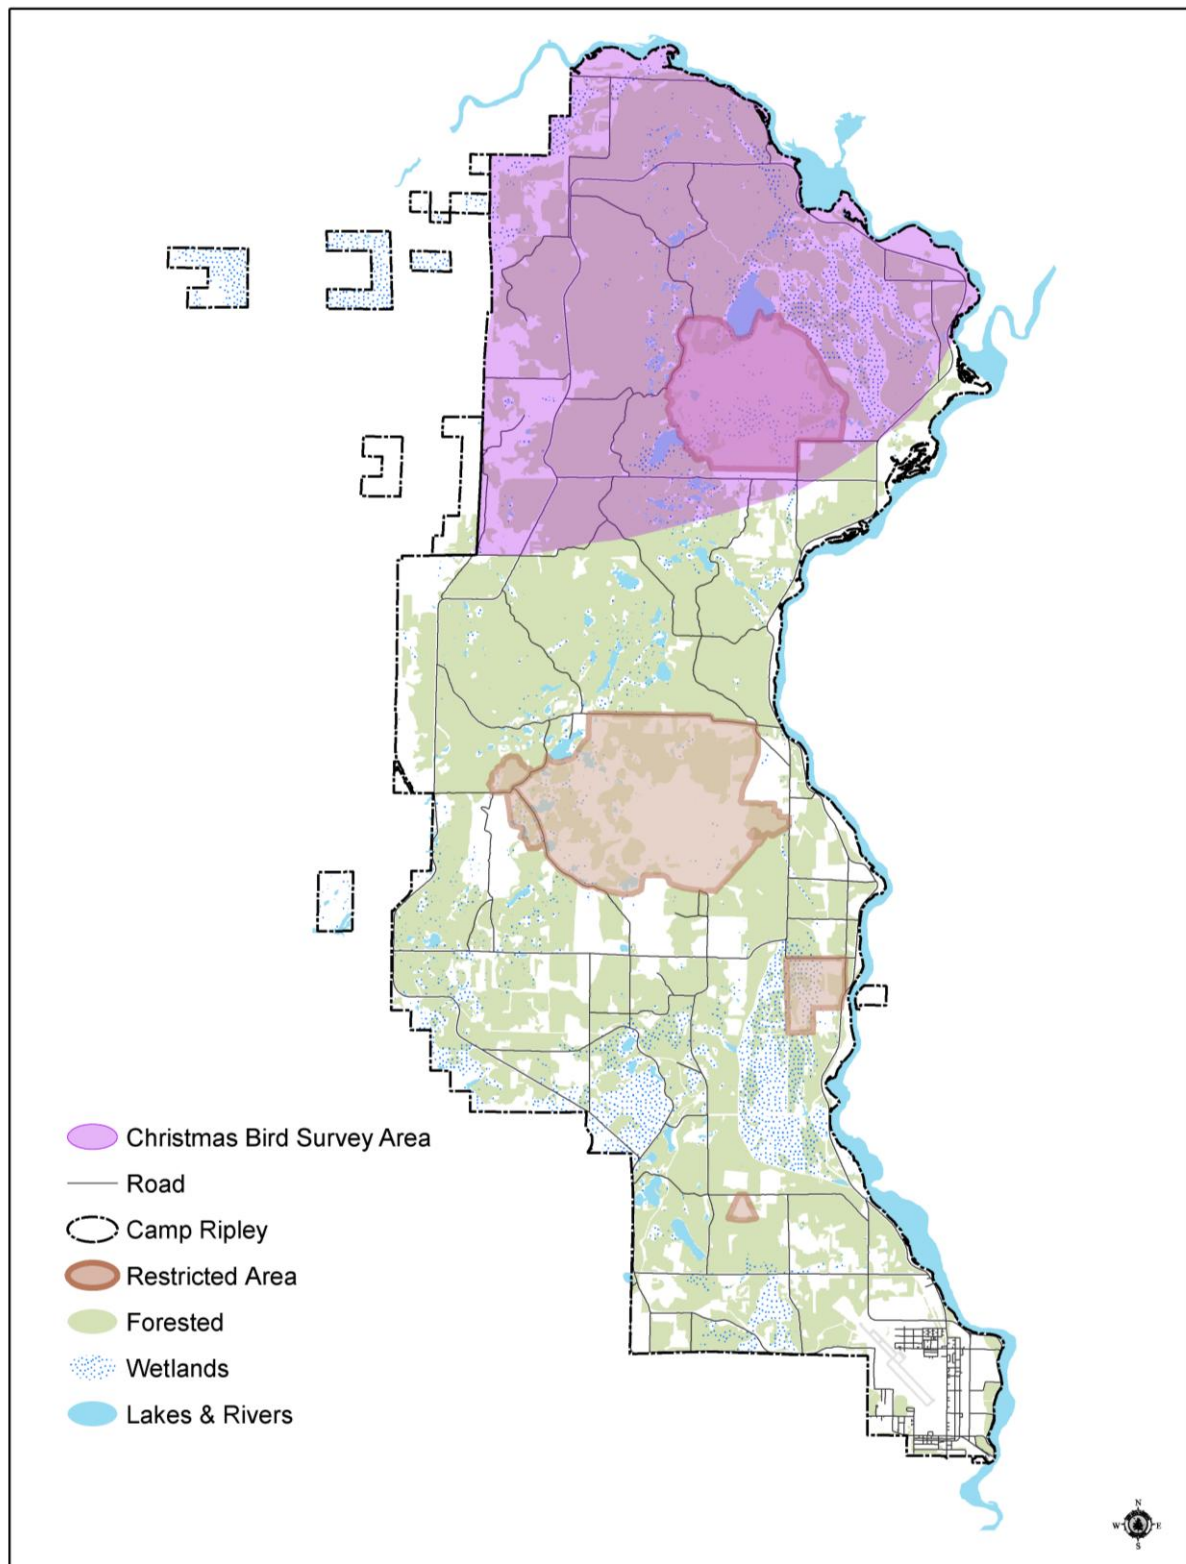 Christmas Bird Survey Area
Road
Camp Ripley
Restricted Area
Forested
Wetlands
Lakes & Rivers
N
W E
S